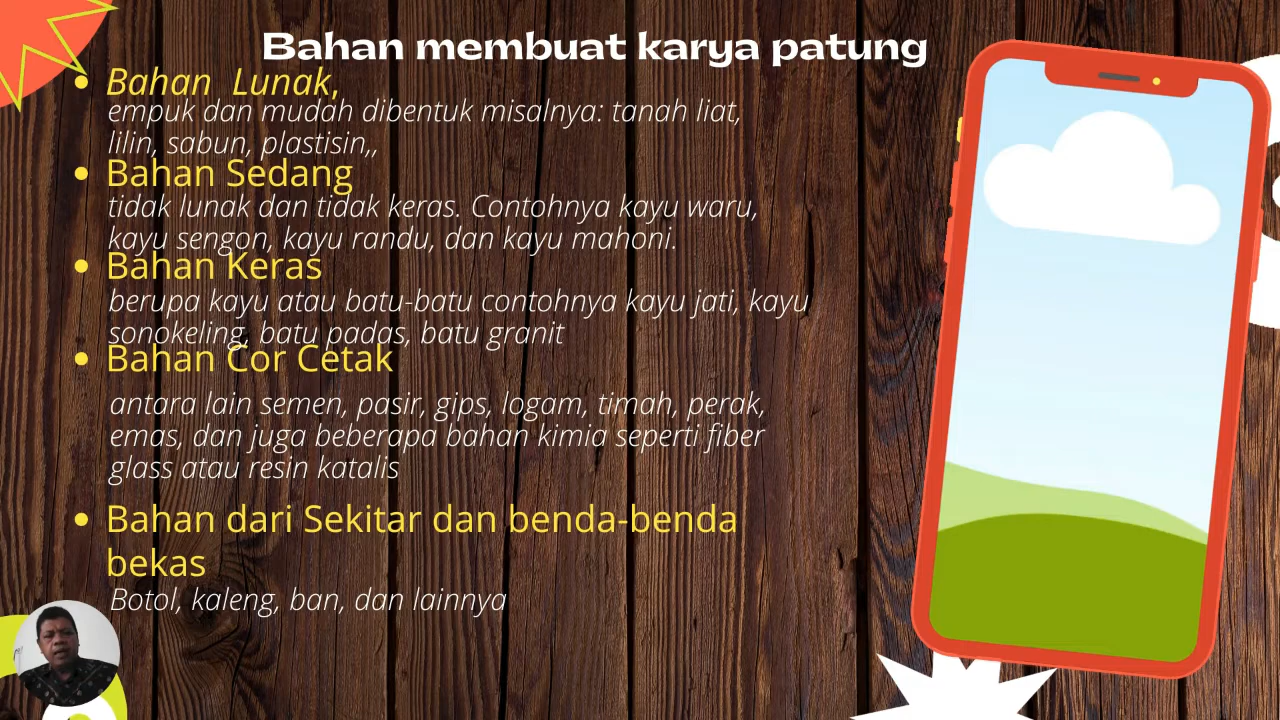 Bahan membuat karya patung
Bahan Lunak,
empuk dan mudah dibentuk misalnya: tanah liat,
lilin, sabun, plastisin,,
Bahan Sedang
tidak lunak dan tidak keras. Contohnya kayu waru,
kayu sengon, kayu randu, dan kayu mahoni.
Bahan Keras
berupa kayu atau batu-batu contohnya kayu jati, kayu
sonokeling, batu padas, batu granit
Bahan Cor Cetak
antara lain semen, pasir, gips, logam, timah, perak,
emas, dan juga beberapa bahan kimia seperti fiber
glass atau resin katalis
Bahan dari Sekitar dan benda-benda
bekas
Botol, kaleng, ban, dan lainnya